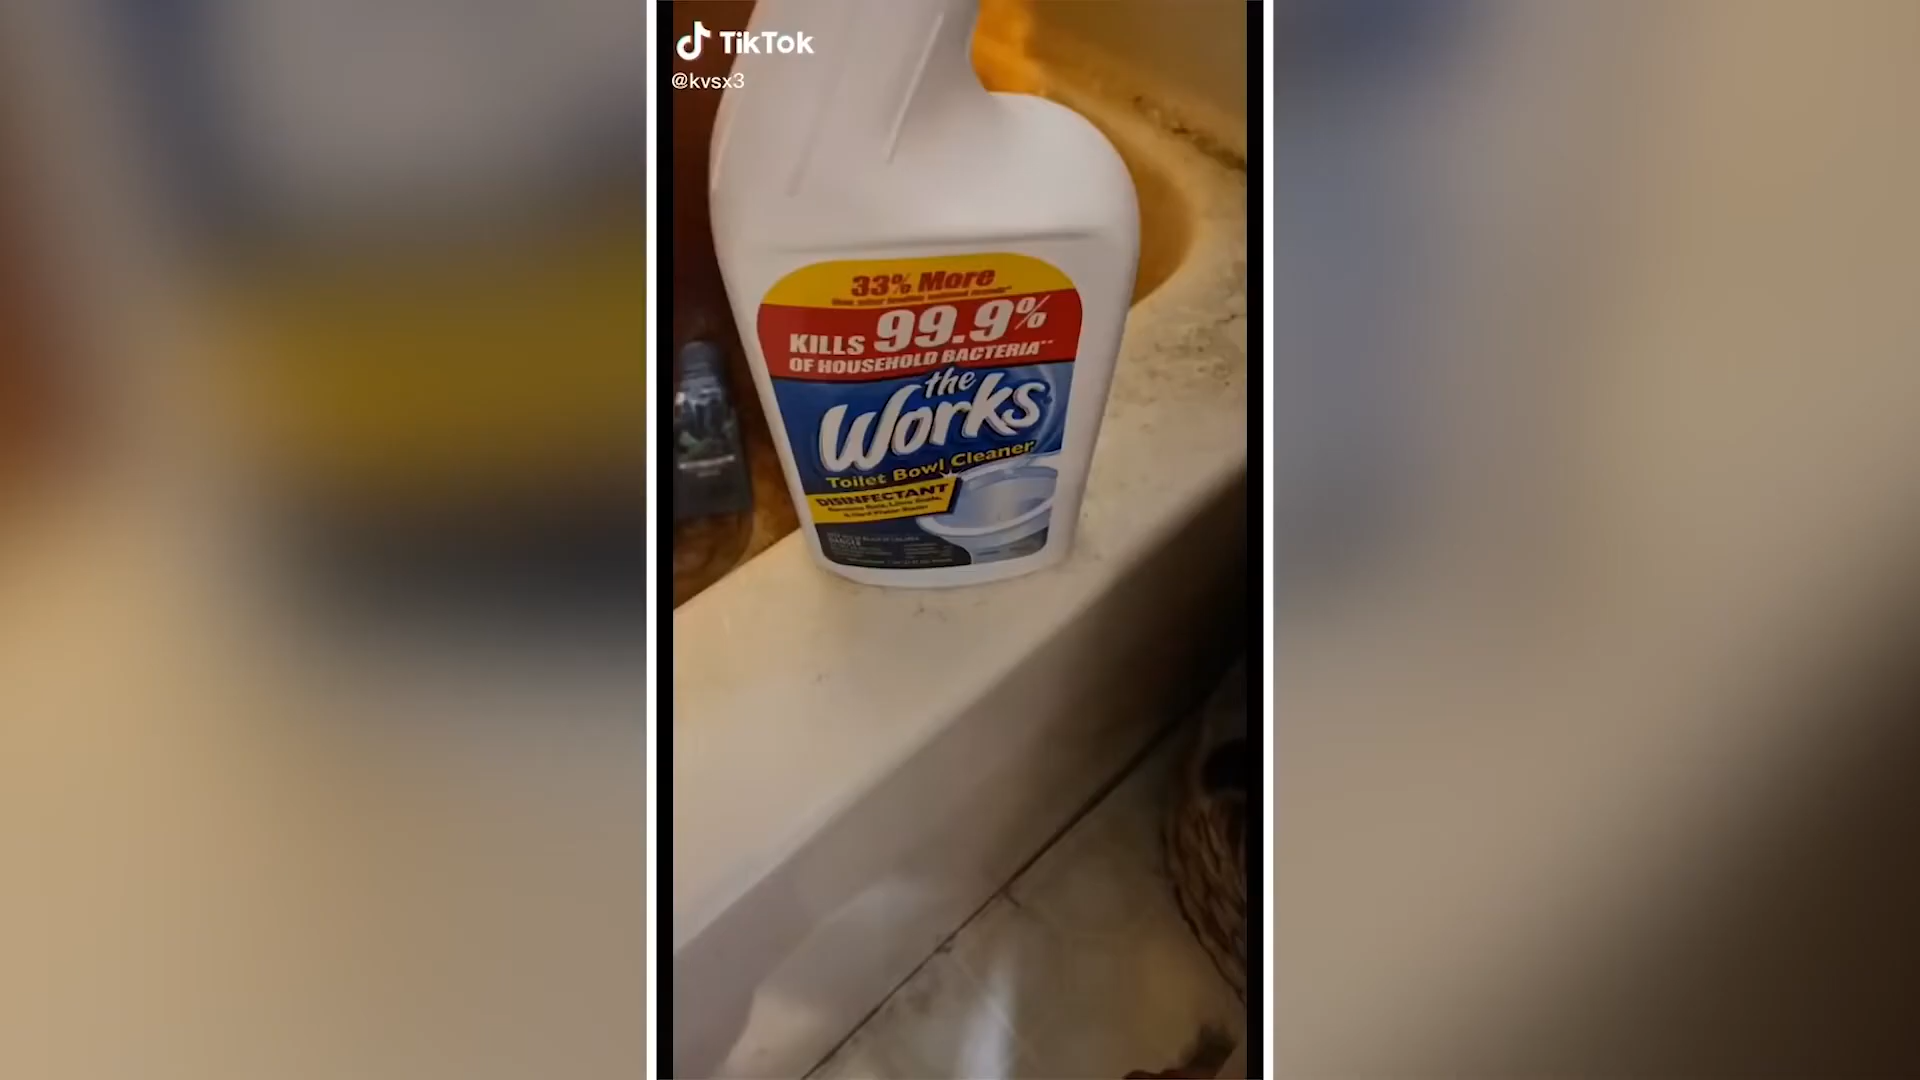 TikTok
@kvsx3
33% More
KILLS 99.9%
OF HOUSEHOLD BACTERIA**
the
Works
Toilet Bowl Cleaner
DISINFECTANT
DANGER